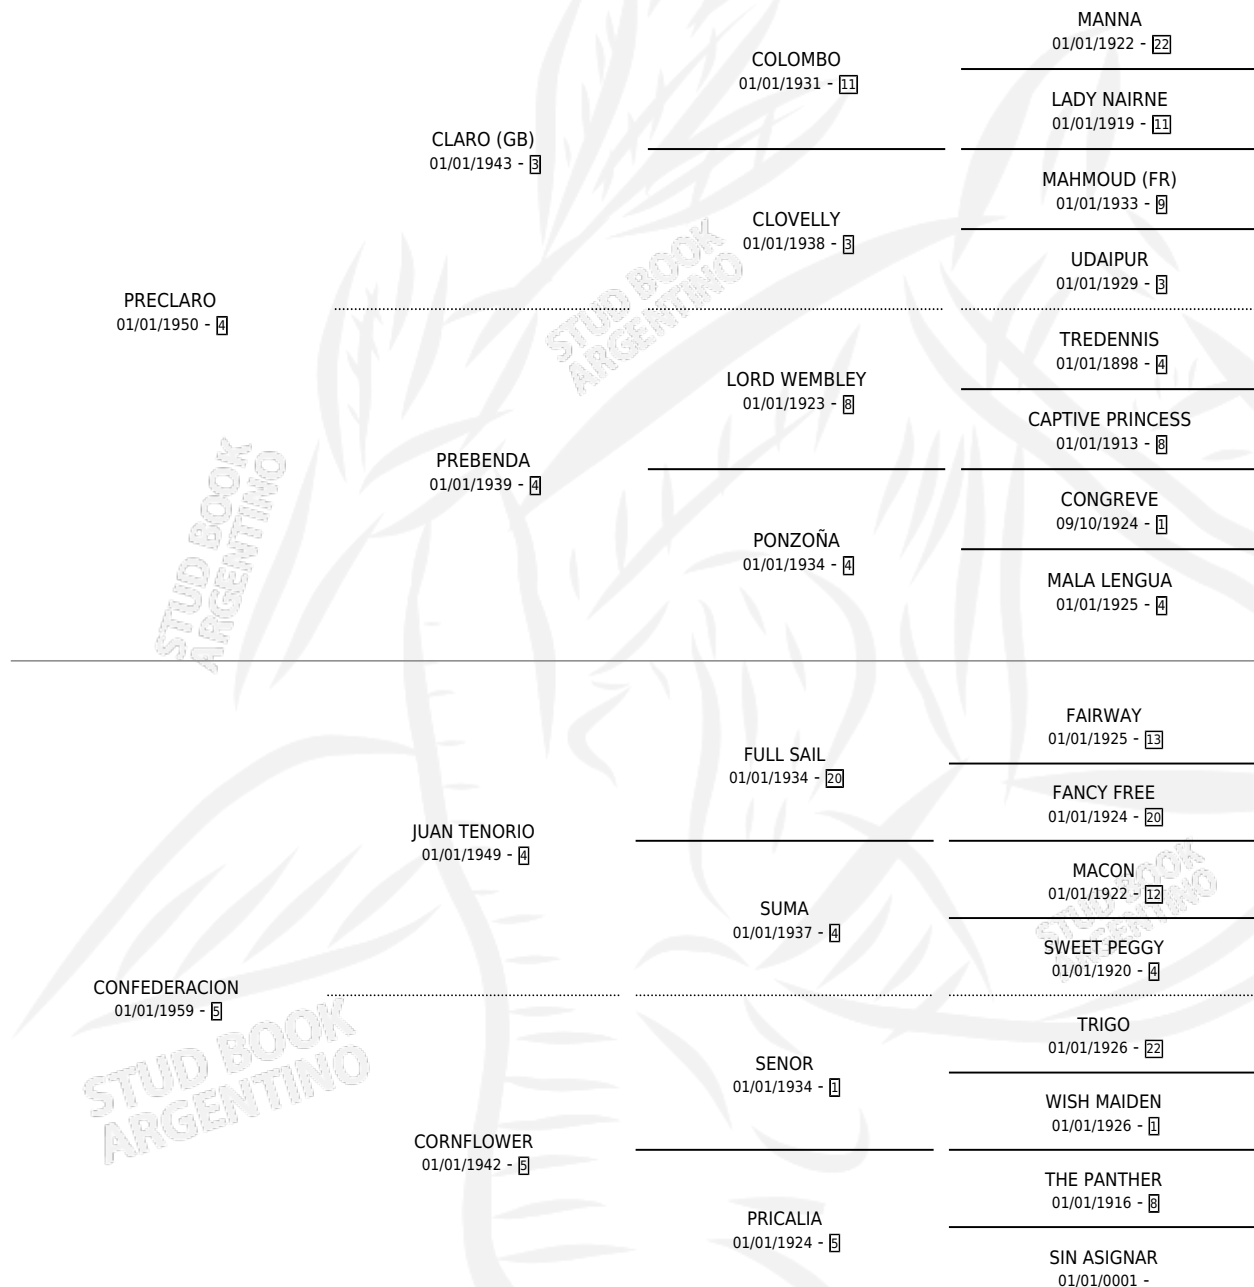 MANNA
01/01/1922 - 22
COLOMBO
01/01/1931 - 11
LADY NAIRNE
01/01/1919 - 11
CLARO (GB)
01/01/1943 - 3
MAHMOUD (FR)
01/01/1933 - 9
CLOVELLY
01/01/1938 - 3
UDAIPUR
01/01/1929 - 3
PRECLARO
01/01/1950 - 4
STUD BOOK
ARGENTINO
TREDENNIS
01/01/1898 - 4
LORD WEMBLEY
01/01/1923 - 8
CAPTIVE PRINCESS
01/01/1913 - 8
PREBENDA
01/01/1939 - 4
CONGREVE
09/10/1924 - 1
PONZOÑA
01/01/1934 - 4
MALA LENGUA
01/01/1925 - 4
STUD BOOK
ARGENTINO
FAIRWAY
01/01/1925 - 13
FULL SAIL
01/01/1934 - 20
FANCY FREE
01/01/1924 - 20
JUAN TENORIO
01/01/1949 - 4
MACON
01/01/1922 - 12
SUMA
01/01/1937 - 4
SWEET PEGGY
01/01/1920 - 4
STUD BOOK
ARGENTINO
CONFEDERACION
01/01/1959 - 5
STUD BOOK
ARGENTINO
TRIGO
01/01/1926 - 22
SENOR
01/01/1934 - 1
WISH MAIDEN
01/01/1926 - 1
CORNFLOWER
01/01/1942 - 5
THE PANTHER
01/01/1916 - 8
PRICALIA
01/01/1924 - 5
SIN ASIGNAR
01/01/0001 -